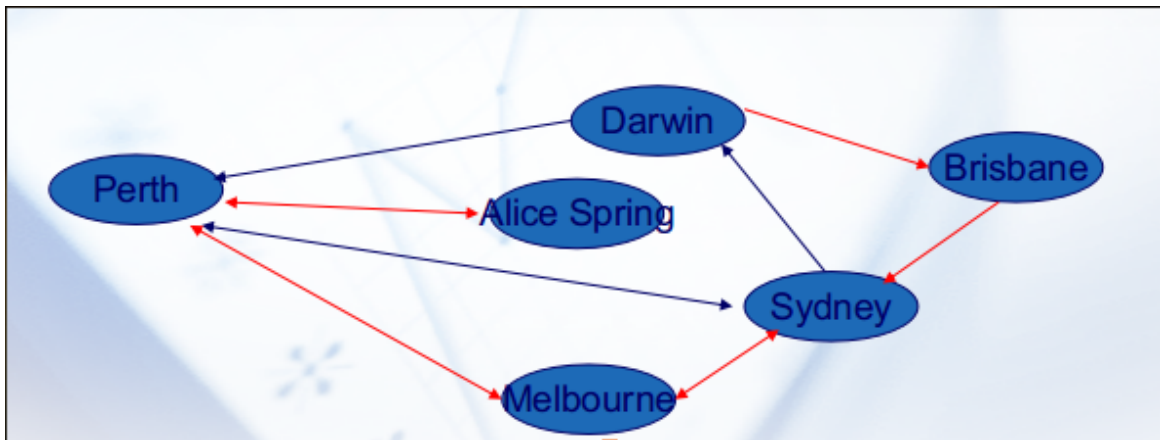 Darwin
Brisbane
Perth
Alice Spring
Sydney
Melbourne